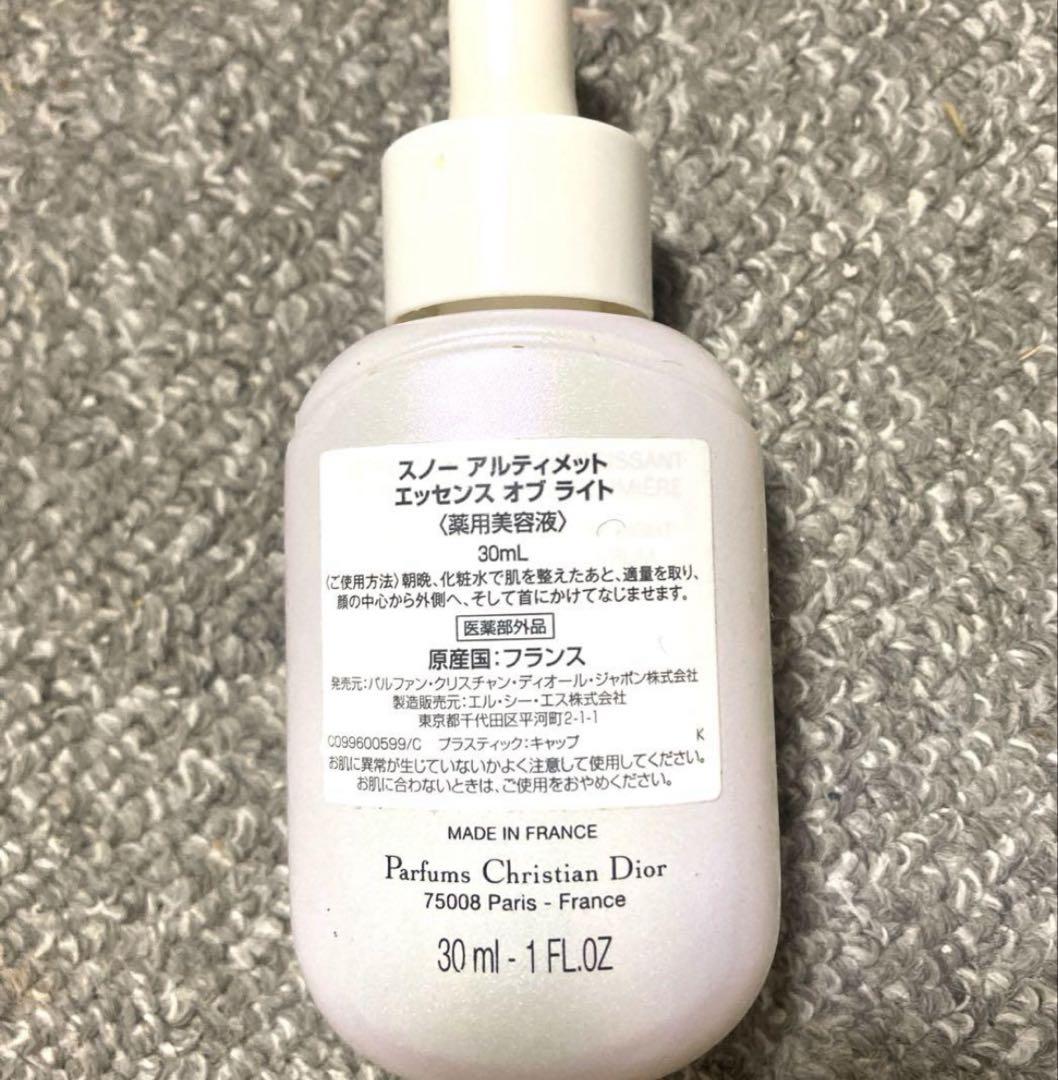 スノー アルティメット
エッセンス オブ ライト
〈薬用美容液〉
30mL
〈ご使用方法〉朝晩、化粧水で肌を整えたあと、適量を取り、
顔の中心から外側へ、そして首にかけてなじませます。
医薬部外品
原産国：フランス
発売元：パルファン・クリスチャン・ディオール・ジャポン株式会社
製造販売元：エル・シー・エス株式会社
東京都千代田区平河町2-1-1
C099600599/C プラスティック：キャップ K
お肌に異常が生じていないかよく注意して使用してください。
お肌に合わないときは、ご使用をおやめください。
MADE IN FRANCE
Parfums Christian Dior
75008 Paris - France
30 ml - 1 FL.OZ